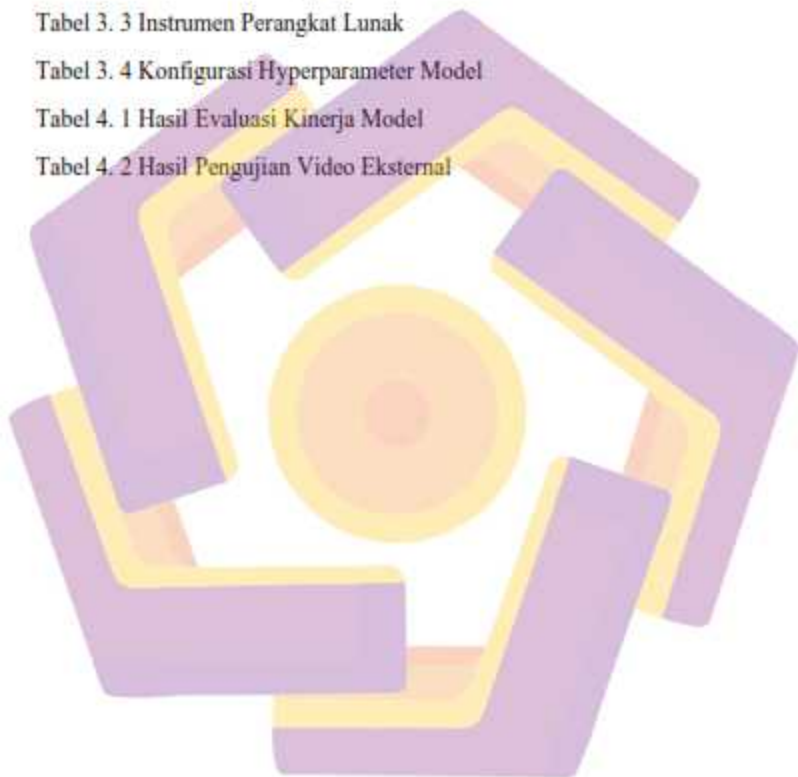 Tabel 3. 3 Instrumen Perangkat Lunak
Tabel 3. 4 Konfigurasi Hyperparameter Model
Tabel 4. 1 Hasil Evaluasi Kinerja Model
Tabel 4. 2 Hasil Pengujian Video Eksternal